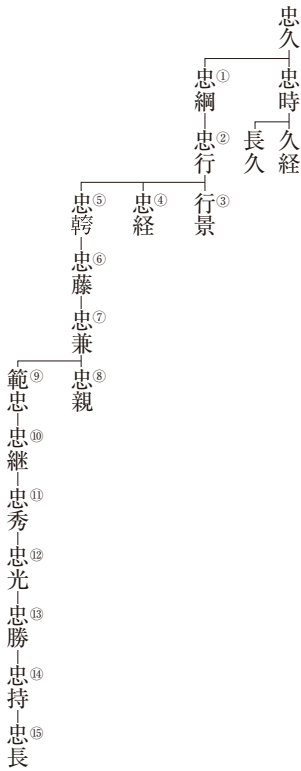 忠久
忠時
久経
長久
忠綱①
忠行②
行景③
忠経④
忠䩜⑤
忠藤⑥
忠兼⑦
忠親⑧
範忠⑨
忠継⑩
忠秀⑪
忠光⑫
忠勝⑬
忠持⑭
忠長⑮